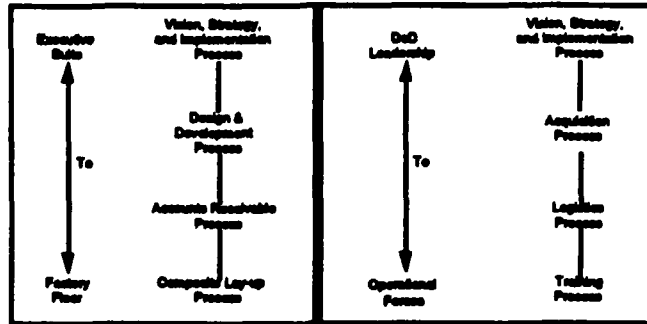 Executive
Suite
To
Factory
Floor
Vision, Strategy,
and Implementation
Process
Design &
Development
Process
Accounts Receivable
Process
Composite Lay-up
Process
DoD
Leadership
To
Operational
Forces
Vision, Strategy,
and Implementation
Process
Acquisition
Process
Logistics
Process
Training
Process